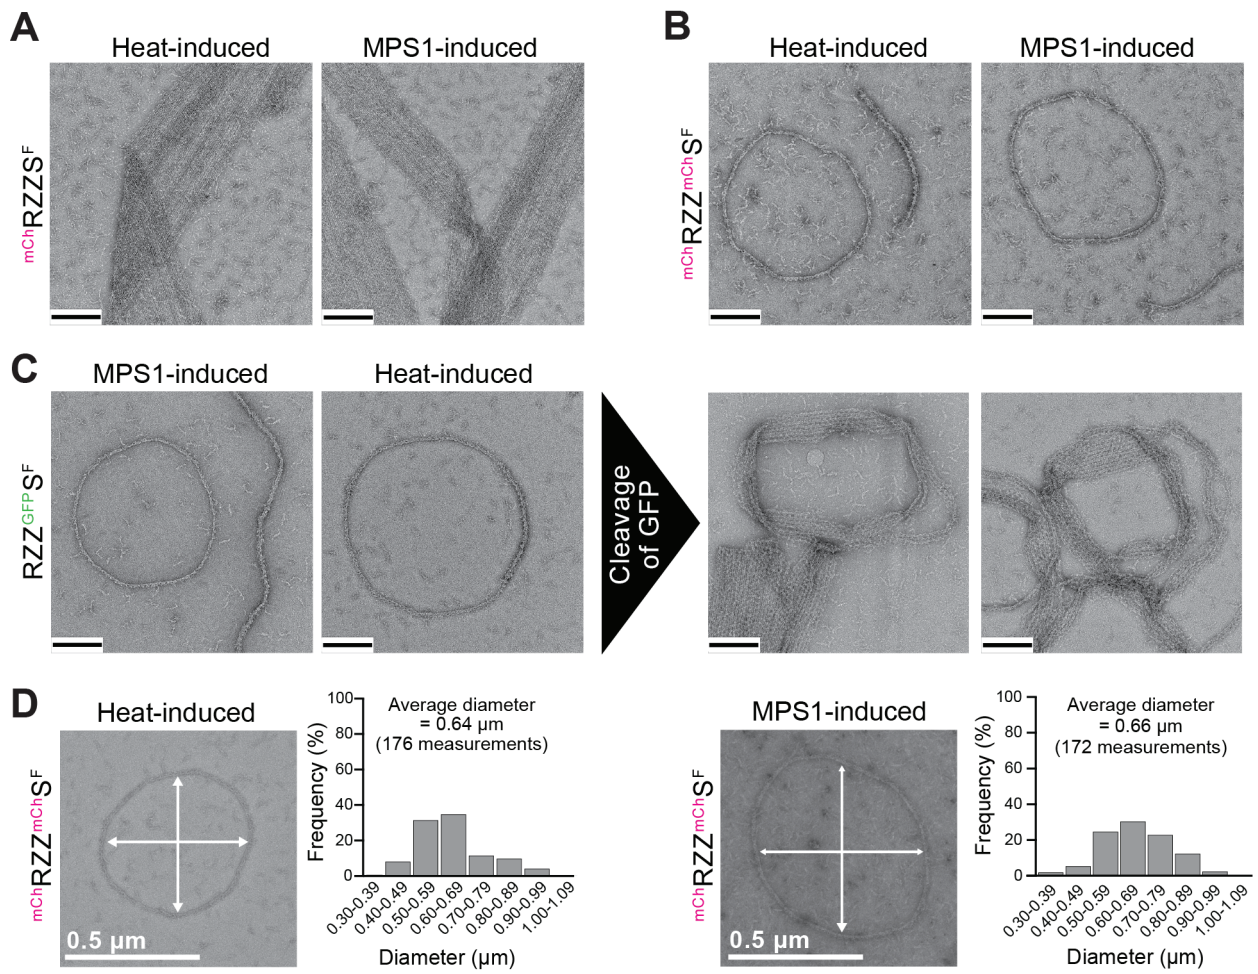 A
Heat-induced
MPS1-induced
mChRZZSF
B
Heat-induced
MPS1-induced
mChRZZmChSF
C
MPS1-induced
Heat-induced
RZZGFPSF
Cleavage
of GFP
D
Heat-induced
mChRZZmChSF
0.5 µm
Frequency (%)
100
80
60
40
20
0
Average diameter
= 0.64 µm
(176 measurements)
0.30-0.39
0.40-0.49
0.50-0.59
0.60-0.69
0.70-0.79
0.80-0.89
0.90-0.99
1.00-1.09
Diameter (µm)
MPS1-induced
mChRZZmChSF
0.5 µm
Frequency (%)
100
80
60
40
20
0
Average diameter
= 0.66 µm
(172 measurements)
0.30-0.39
0.40-0.49
0.50-0.59
0.60-0.69
0.70-0.79
0.80-0.89
0.90-0.99
1.00-1.09
Diameter (µm)